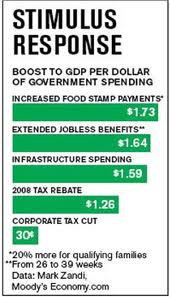 STIMULUS
RESPONSE
BOOST TO GDP PER DOLLAR
OF GOVERNMENT SPENDING
INCREASED FOOD STAMP PAYMENTS*
$1.73
EXTENDED JOBLESS BENEFITS**
$1.64
INFRASTRUCTURE SPENDING
$1.59
2008 TAX REBATE
$1.26
CORPORATE TAX CUT
30¢
*20% more for qualifying families
**From 26 to 39 weeks
Data: Mark Zandi,
Moody's Economy.com